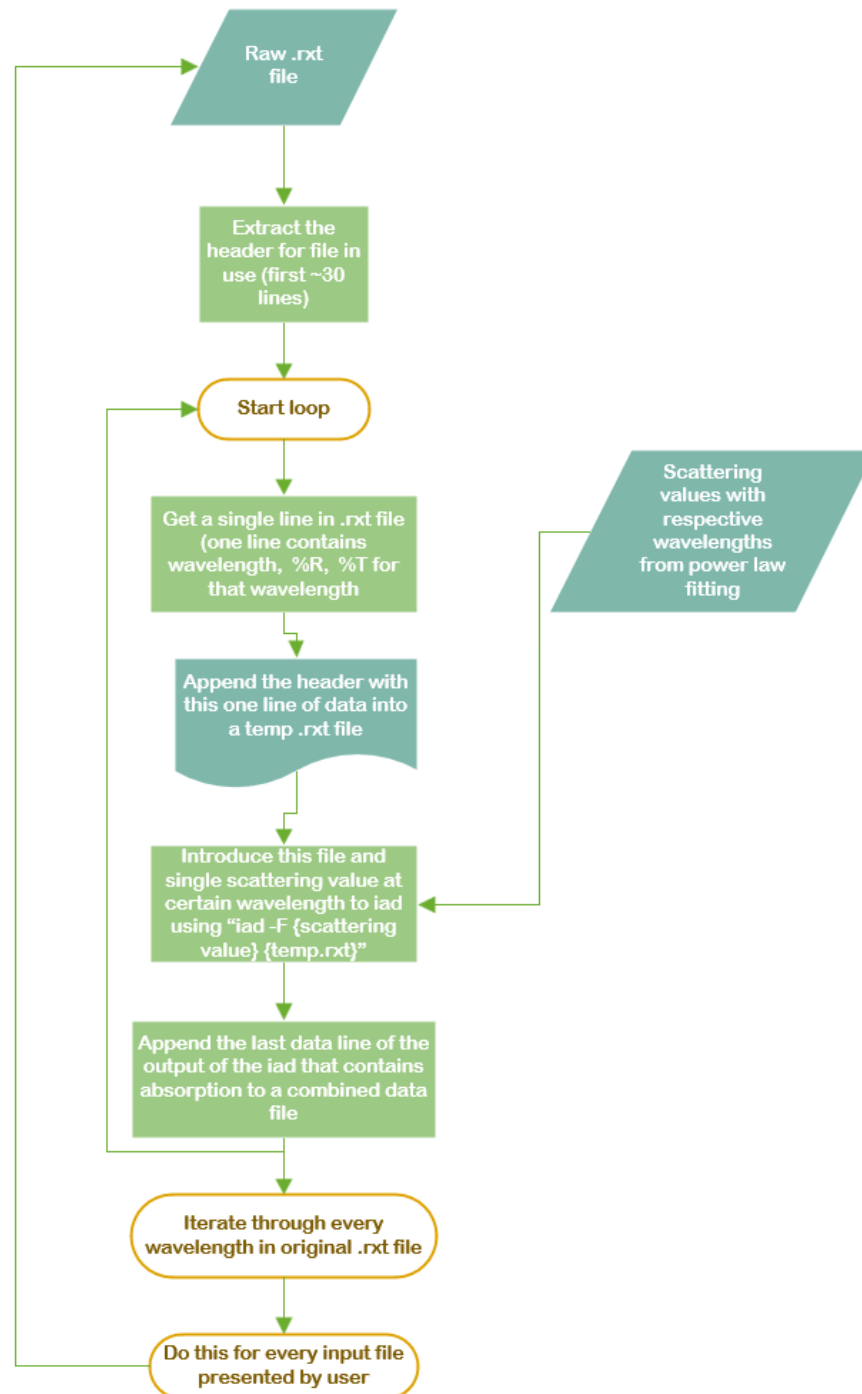 Raw .rxt
file
Extract the
header for file in
use (first ~30
lines)
Start loop
Get a single line in .rxt file
(one line contains
wavelength, %R, %T for
that wavelength
Scattering
values with
respective
wavelengths
from power law
fitting
Append the header with
this one line of data into
a temp .rxt file
Introduce this file and
single scattering value at
certain wavelength to iad
using “iad -F {scattering
value} {temp.rxt}”
Append the last data line of the
output of the iad that contains
absorption to a combined data
file
Iterate through every
wavelength in original .rxt file
Do this for every input file
presented by user